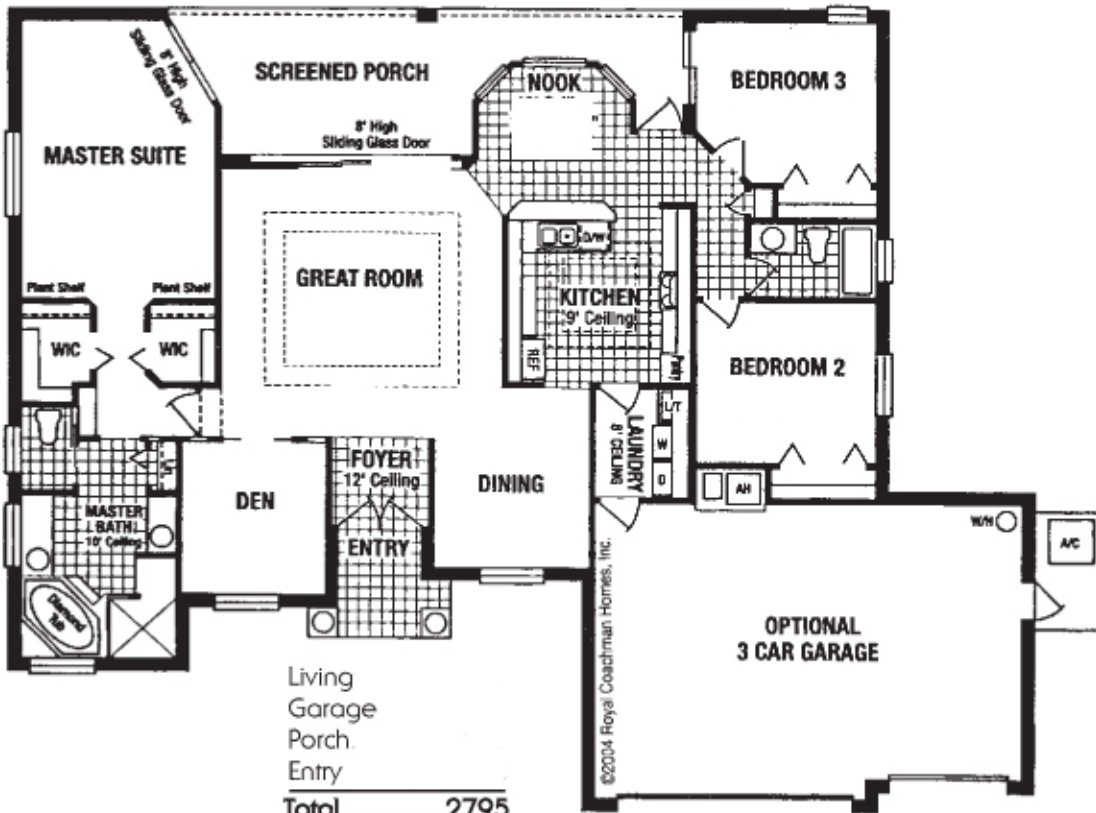 8' High
Sliding Glass Door
SCREENED PORCH
NOOK
BEDROOM 3
8' High
Sliding Glass Door
MASTER SUITE
GREAT ROOM
D/W
KITCHEN
9' Ceiling
Plant Shelf
Plant Shelf
WIC
WIC
REF
Pantry
BEDROOM 2
L/T
LAUNDRY
8' CEILING
W
D
FOYER
12' Ceiling
DINING
DEN
Lin
MASTER
BATH
10' Ceiling
ENTRY
AH
W/H
A/C
Diamond
Tub
OPTIONAL
3 CAR GARAGE
©2004 Royal Coachman Homes, Inc.
Living
Garage
Porch
Entry
Total 2795